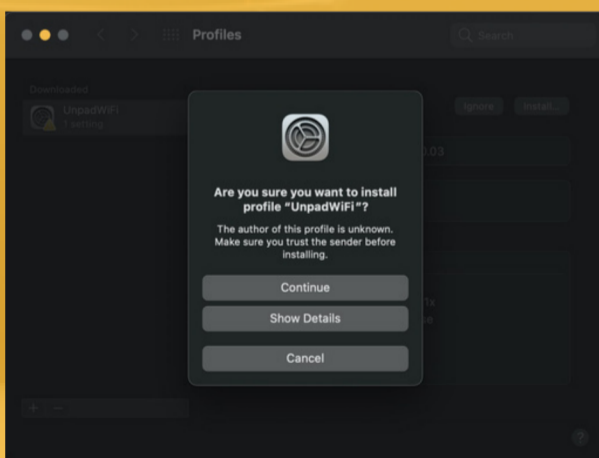 Profiles
Search
Downloaded
UnpadWiFi
1 setting
Ignore
Install...
Are you sure you want to install
profile “UnpadWiFi”?
The author of this profile is unknown.
Make sure you trust the sender before
installing.
Continue
Show Details
Cancel
?